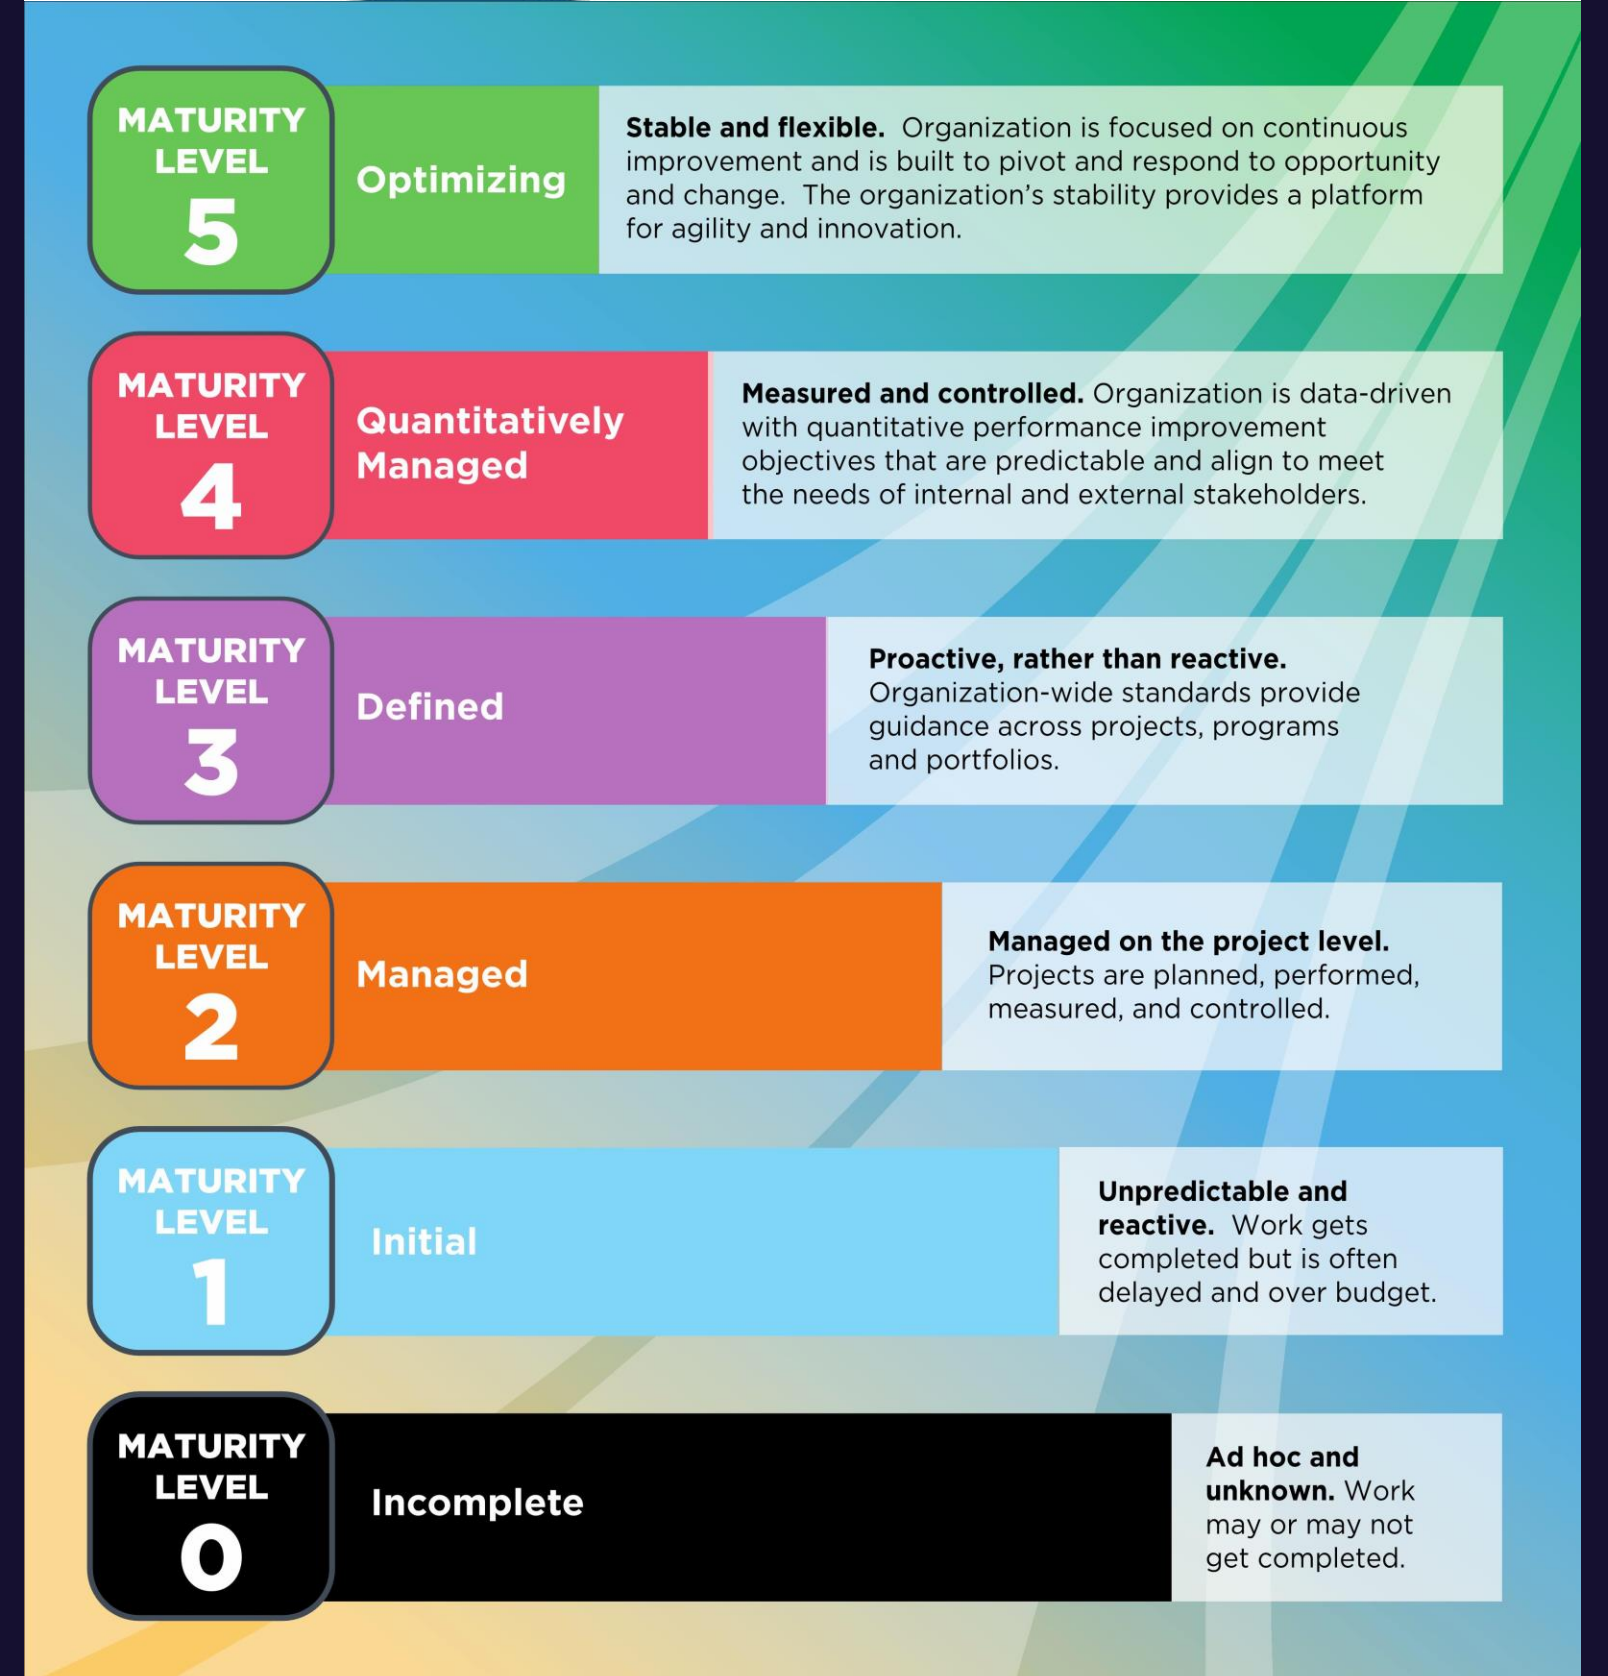 MATURITY
LEVEL
5
Optimizing
Stable and flexible.  Organization is focused on continuous
improvement and is built to pivot and respond to opportunity
and change.  The organization’s stability provides a platform
for agility and innovation.
MATURITY
LEVEL
4
Quantitatively
Managed
Measured and controlled. Organization is data-driven
with quantitative performance improvement
objectives that are predictable and align to meet
the needs of internal and external stakeholders.
MATURITY
LEVEL
3
Defined
Proactive, rather than reactive.
Organization-wide standards provide
guidance across projects, programs
and portfolios.
MATURITY
LEVEL
2
Managed
Managed on the project level.
Projects are planned, performed,
measured, and controlled.
MATURITY
LEVEL
1
Initial
Unpredictable and
reactive.  Work gets
completed but is often
delayed and over budget.
MATURITY
LEVEL
0
Incomplete
Ad hoc and
unknown. Work
may or may not
get completed.